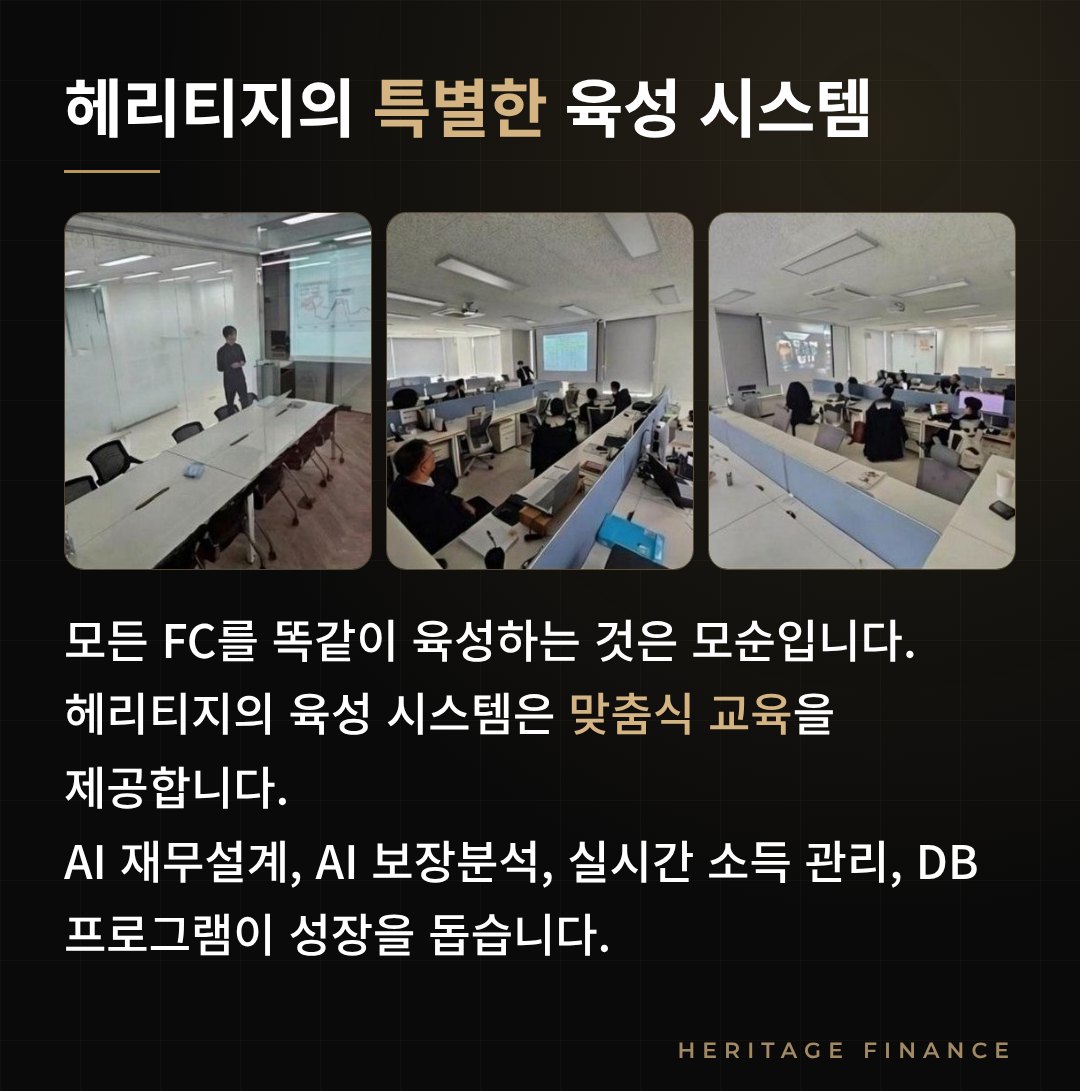 헤리티지의 특별한 육성 시스템
모든 FC를 똑같이 육성하는 것은 모순입니다.
헤리티지의 육성 시스템은 맞춤식 교육을
제공합니다.
AI 재무설계, AI 보장분석, 실시간 소득 관리, DB
프로그램이 성장을 돕습니다.
HERITAGE FINANCE